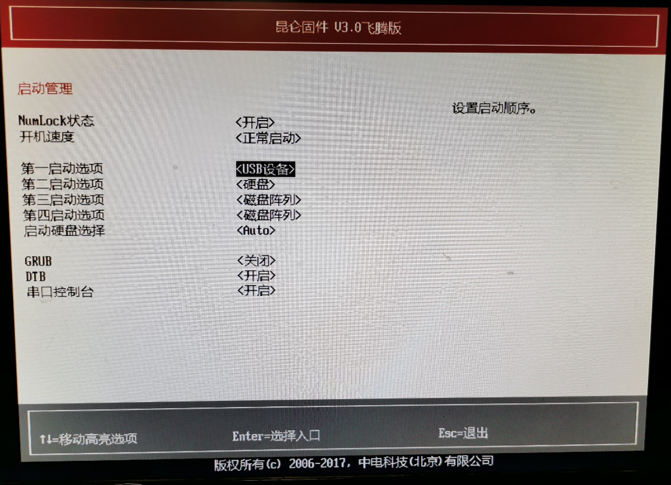 昆仑固件 V3.0飞腾版
启动管理
设置启动顺序。
NumLock状态 <开启>
开机速度 <正常启动>
第一启动选项 <USB设备>
第二启动选项 <硬盘>
第三启动选项 <磁盘阵列>
第四启动选项 <磁盘阵列>
启动硬盘选择 <Auto>
GRUB <关闭>
DTB <开启>
串口控制台 <开启>
↑↓=移动高亮选项 Enter=选择入口 Esc=退出
版权所有(c) 2006-2017, 中电科技(北京)有限公司